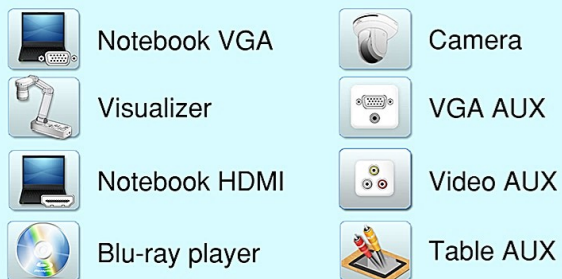 Notebook VGA
Camera
Visualizer
VGA AUX
Notebook HDMI
Video AUX
Blu-ray player
Table AUX